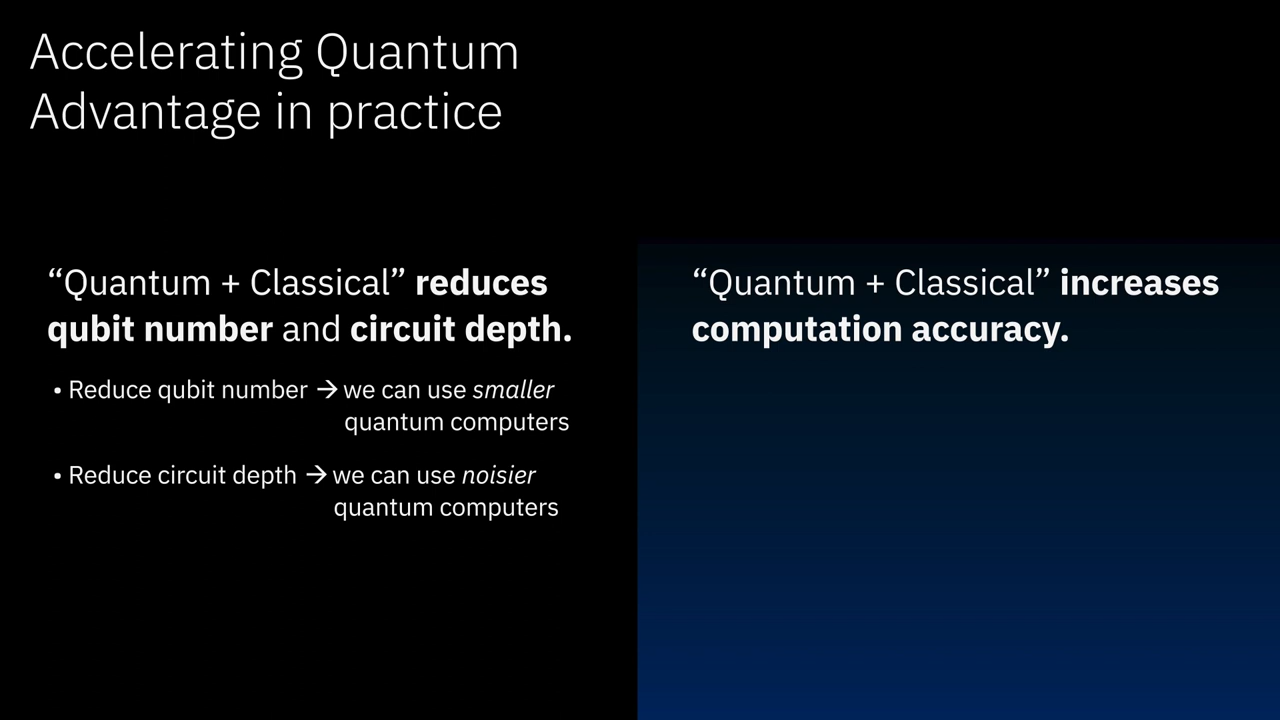 Accelerating Quantum
Advantage in practice
“Quantum + Classical” reduces
qubit number and circuit depth.
• Reduce qubit number → we can use smaller
quantum computers
• Reduce circuit depth → we can use noisier
quantum computers
“Quantum + Classical” increases
computation accuracy.